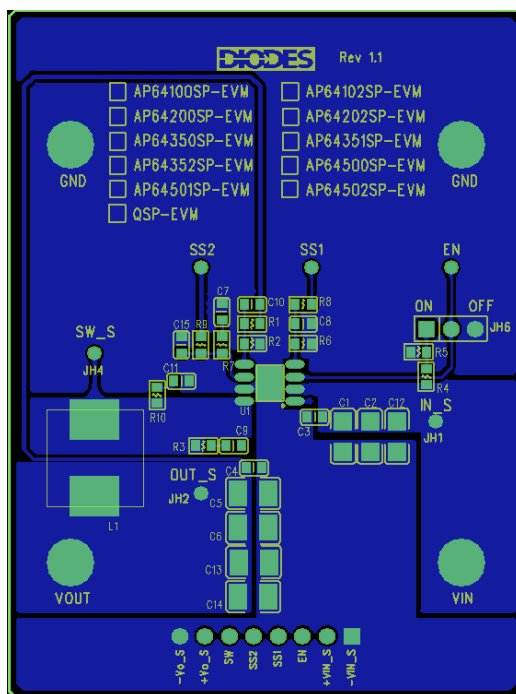 DIODES Rev 1.1
AP64100SP-EVM AP64102SP-EVM
AP64200SP-EVM AP64202SP-EVM
AP64350SP-EVM AP64351SP-EVM
AP64352SP-EVM AP64500SP-EVM
AP64501SP-EVM AP64502SP-EVM
QSP-EVM
GND GND
SS2 SS1 EN
C7
C10 R8
ON OFF
C15 R9 R1 C8
JH6
SW_S
R2 R6
R5
JH4
R7
C11
R4
U1
R10
IN_S
C3 C1 C2 C12
JH1
R3 C9
C4
OUT_S
JH2
C5
L1
C6
C13
VOUT VIN
C14
-Vo_S +Vo_S SW SS2 SS1 EN +VIN_S -VIN_S